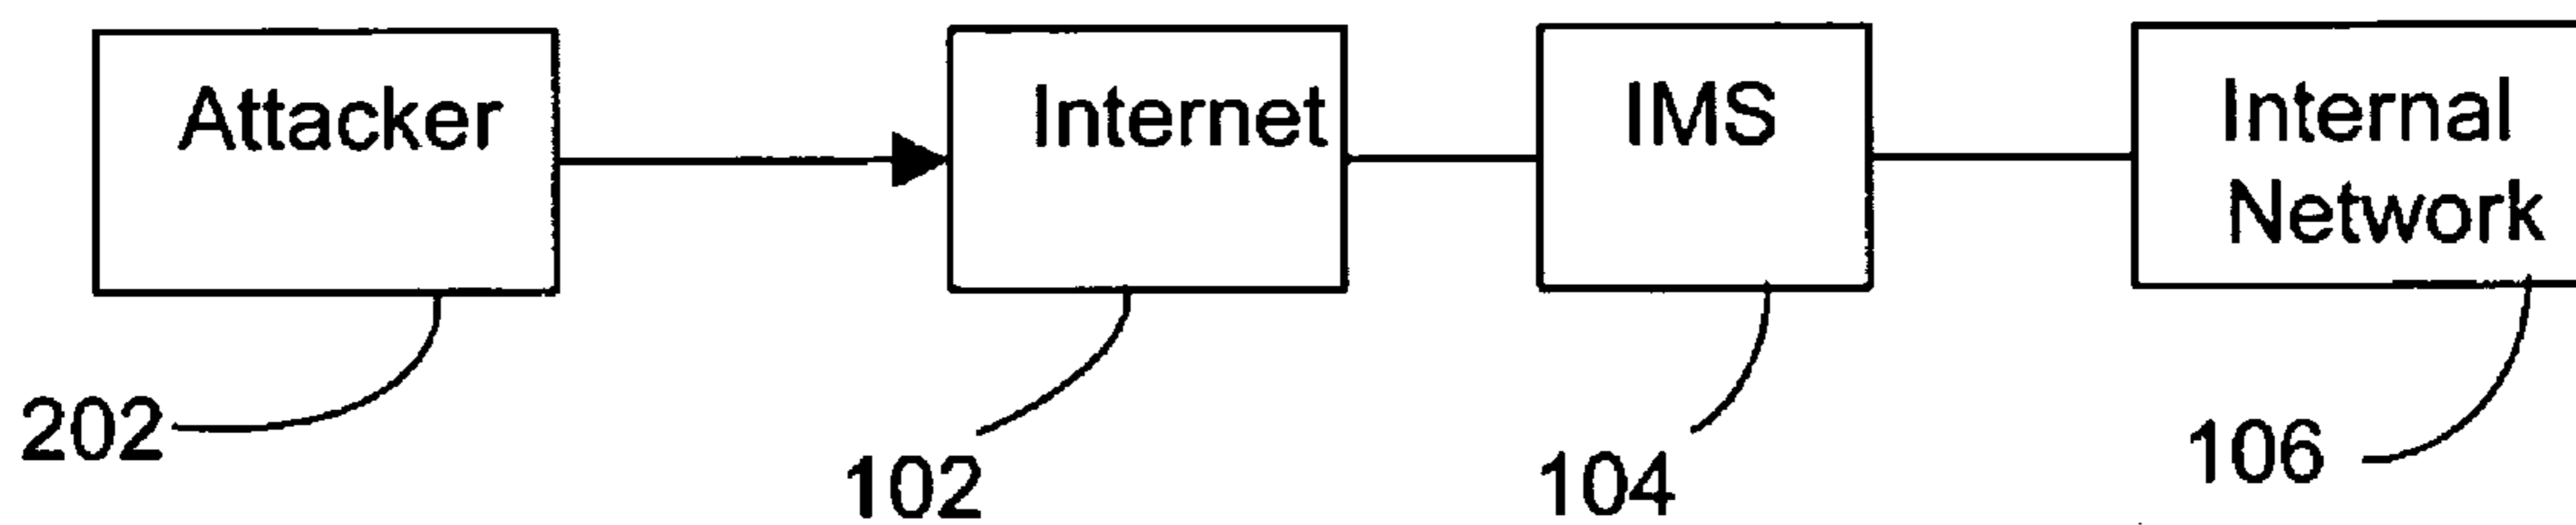 Attacker
Internet
IMS
Internal
Network
202
102
104
106